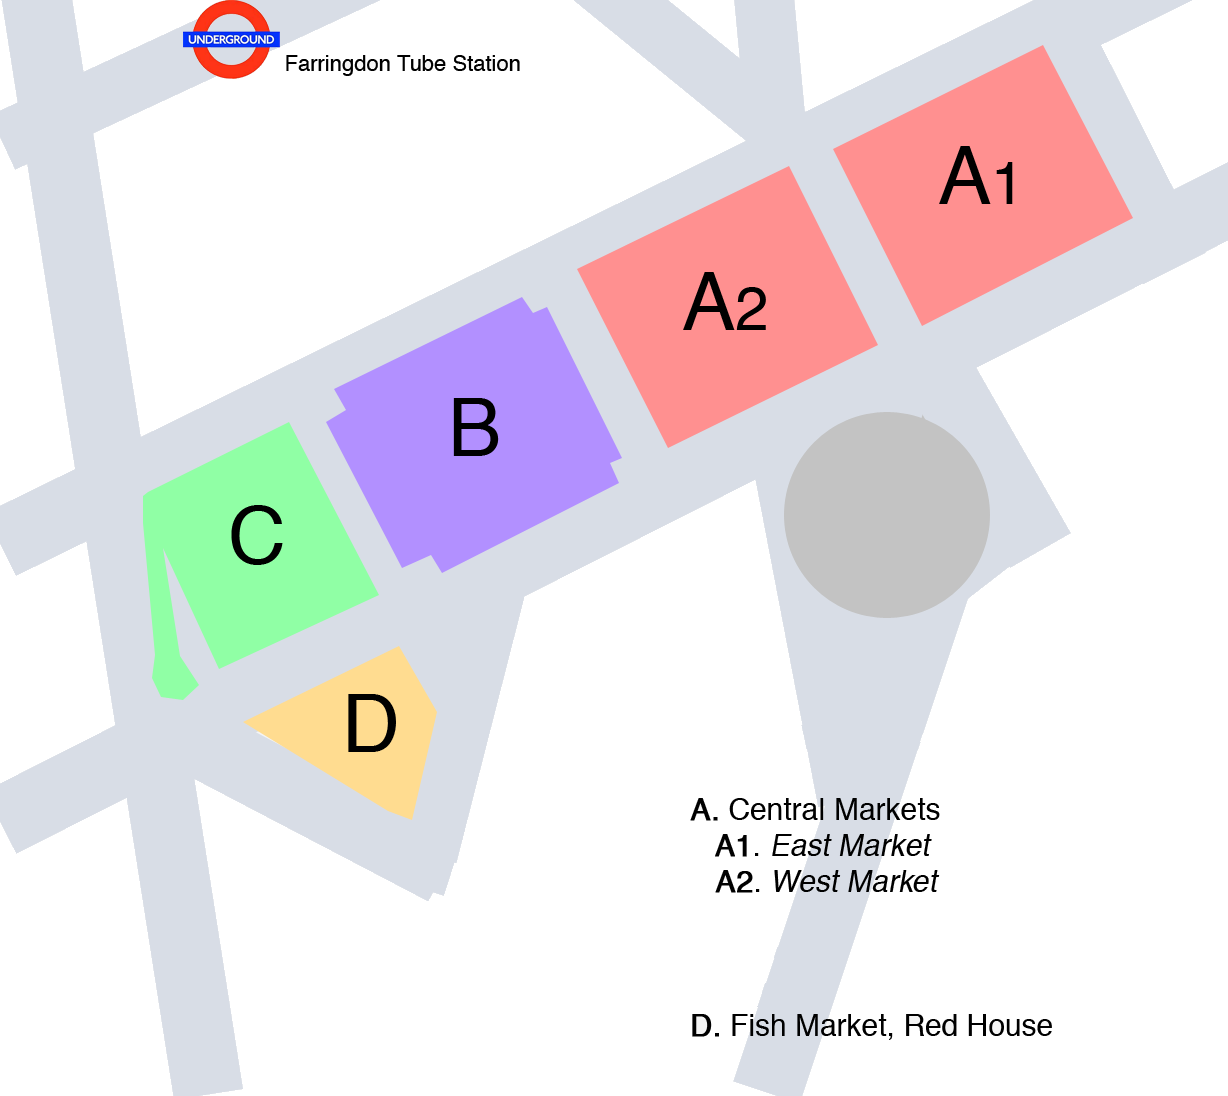 UNDERGROUND
Farringdon Tube Station
A1
A2
B
C
D
A. Central Markets
A1. East Market
A2. West Market
D. Fish Market, Red House